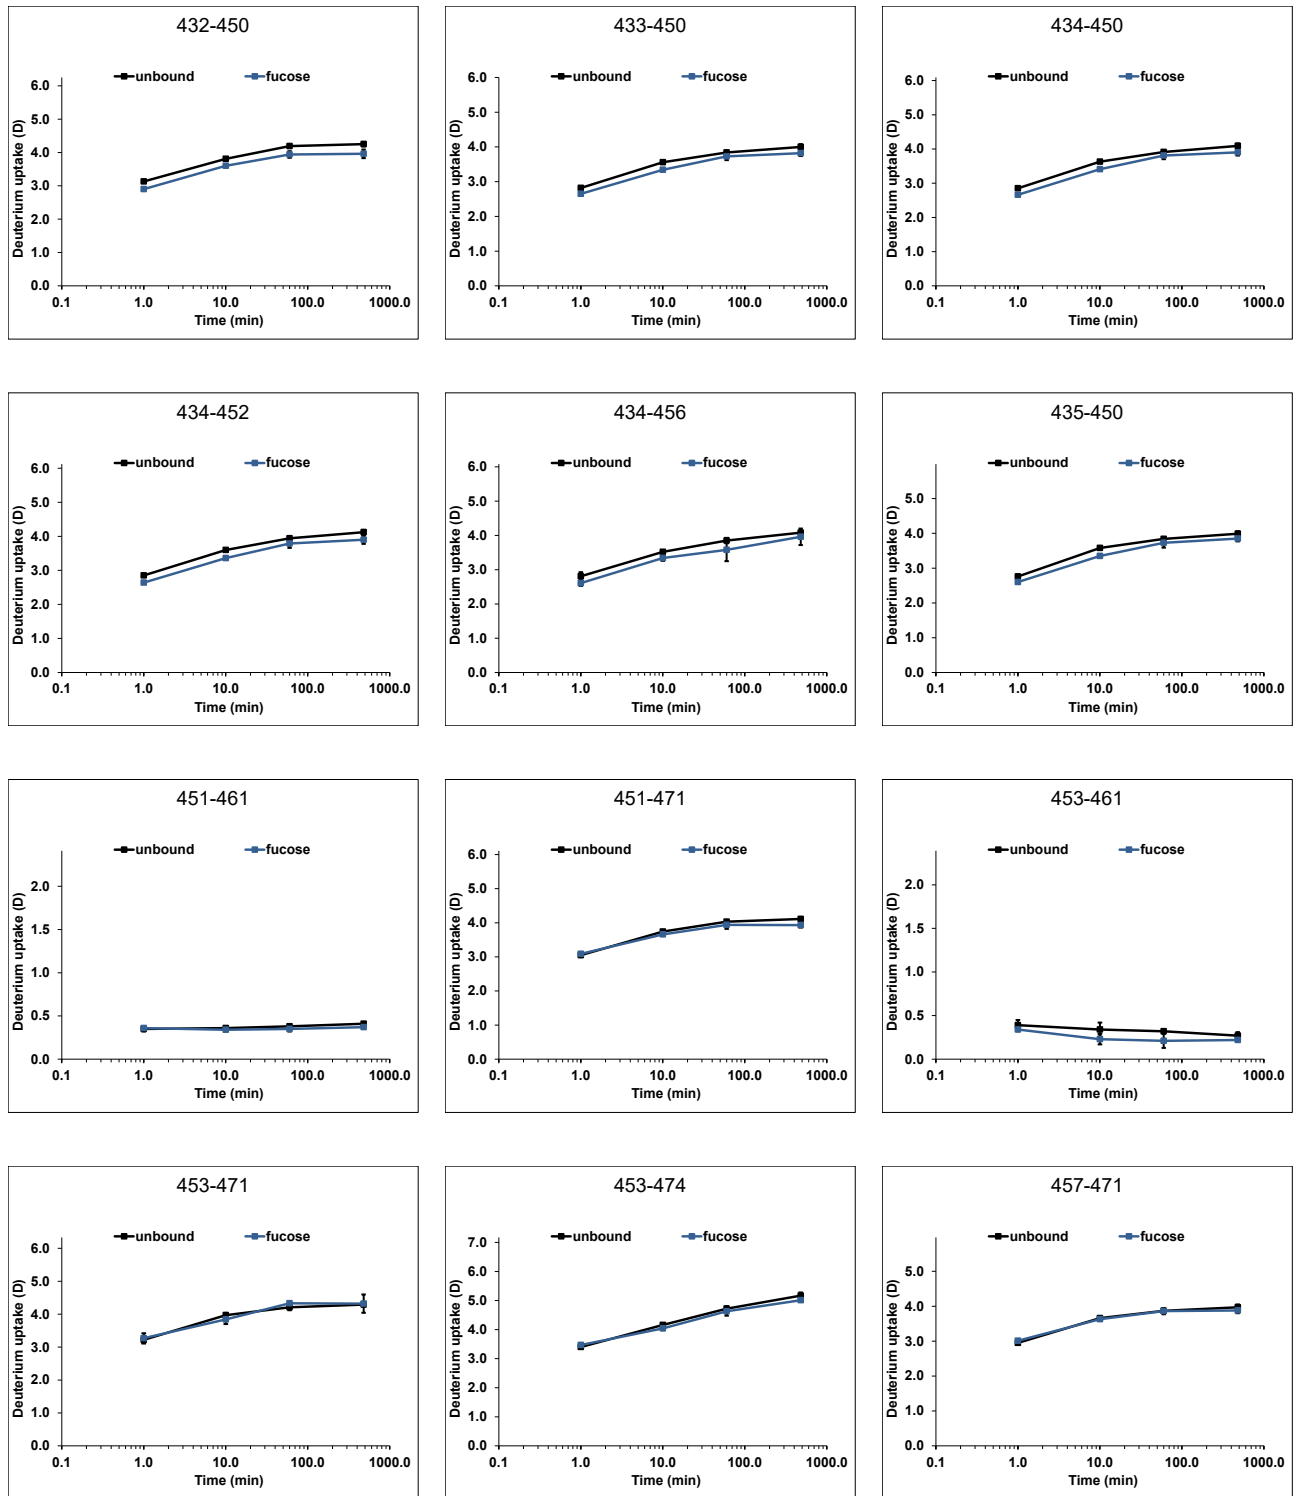 432-450
unbound fucose
Deuterium uptake (D)
6.0
5.0
4.0
3.0
2.0
1.0
0.0
0.1 1.0 10.0 100.0 1000.0
Time (min)
433-450
unbound fucose
Deuterium uptake (D)
6.0
5.0
4.0
3.0
2.0
1.0
0.0
0.1 1.0 10.0 100.0 1000.0
Time (min)
434-450
unbound fucose
Deuterium uptake (D)
6.0
5.0
4.0
3.0
2.0
1.0
0.0
0.1 1.0 10.0 100.0 1000.0
Time (min)
434-452
unbound fucose
Deuterium uptake (D)
6.0
5.0
4.0
3.0
2.0
1.0
0.0
0.1 1.0 10.0 100.0 1000.0
Time (min)
434-456
unbound fucose
Deuterium uptake (D)
6.0
5.0
4.0
3.0
2.0
1.0
0.0
0.1 1.0 10.0 100.0 1000.0
Time (min)
435-450
unbound fucose
Deuterium uptake (D)
5.0
4.0
3.0
2.0
1.0
0.0
0.1 1.0 10.0 100.0 1000.0
Time (min)
451-461
unbound fucose
Deuterium uptake (D)
2.0
1.5
1.0
0.5
0.0
0.1 1.0 10.0 100.0 1000.0
Time (min)
451-471
unbound fucose
Deuterium uptake (D)
6.0
5.0
4.0
3.0
2.0
1.0
0.0
0.1 1.0 10.0 100.0 1000.0
Time (min)
453-461
unbound fucose
Deuterium uptake (D)
2.0
1.5
1.0
0.5
0.0
0.1 1.0 10.0 100.0 1000.0
Time (min)
453-471
unbound fucose
Deuterium uptake (D)
6.0
5.0
4.0
3.0
2.0
1.0
0.0
0.1 1.0 10.0 100.0 1000.0
Time (min)
453-474
unbound fucose
Deuterium uptake (D)
7.0
6.0
5.0
4.0
3.0
2.0
1.0
0.0
0.1 1.0 10.0 100.0 1000.0
Time (min)
457-471
unbound fucose
Deuterium uptake (D)
5.0
4.0
3.0
2.0
1.0
0.0
0.1 1.0 10.0 100.0 1000.0
Time (min)